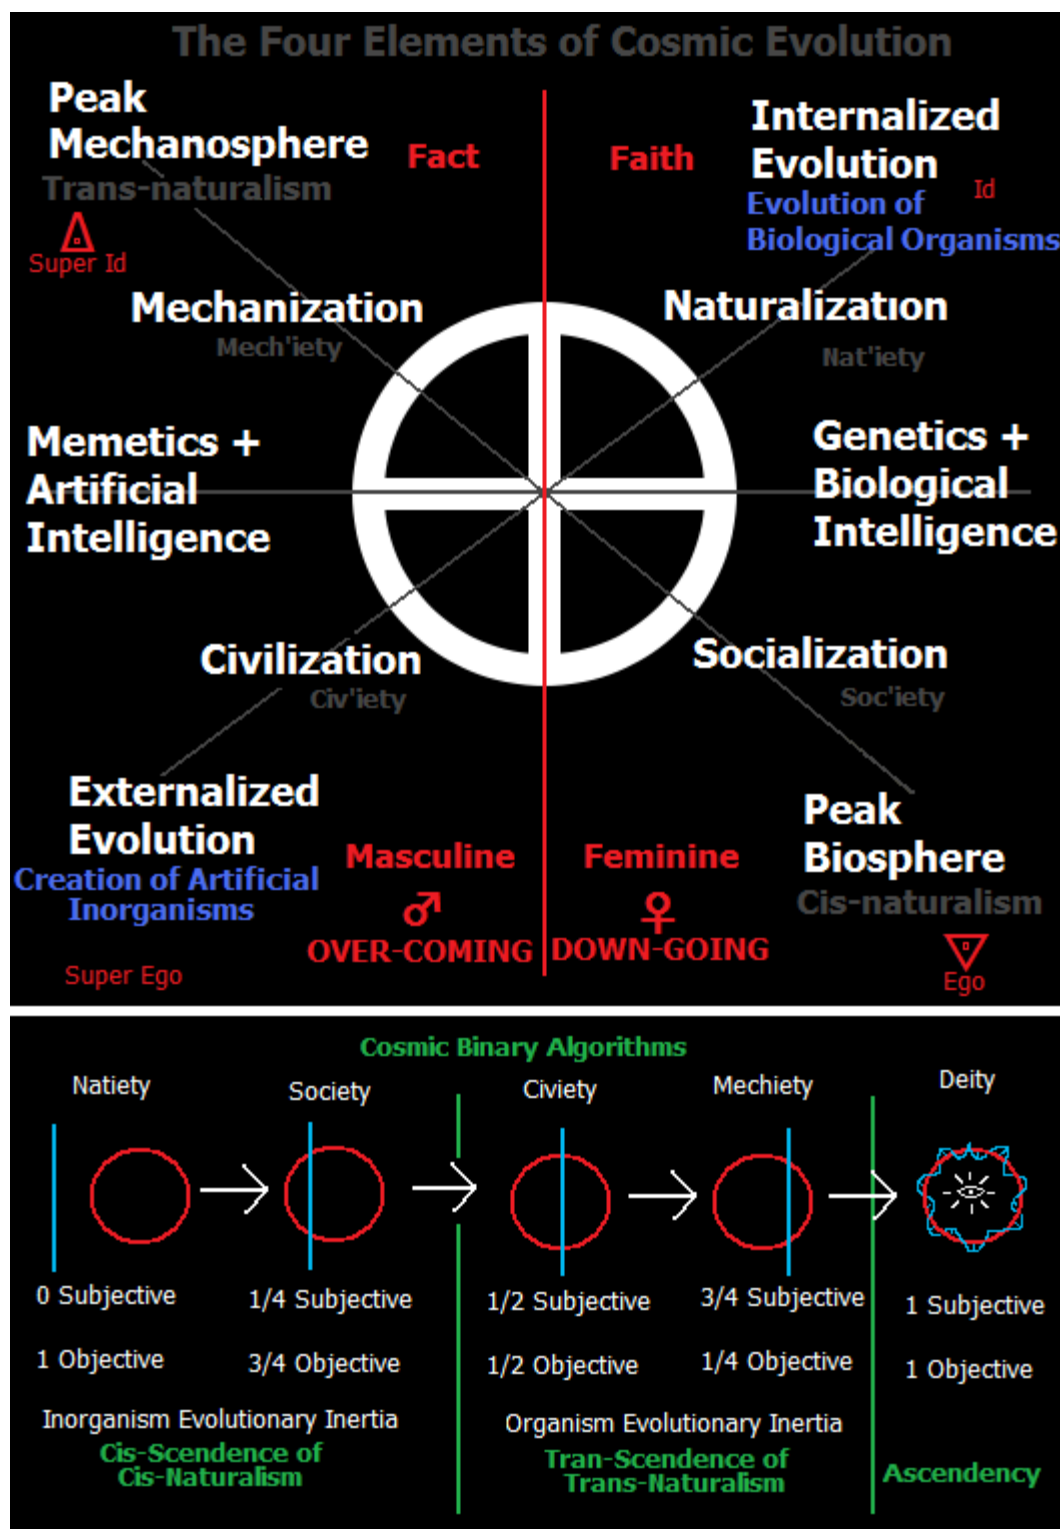 The Four Elements of Cosmic Evolution
Peak
Mechanosphere
Trans-naturalism
Super Id
Fact
Faith
Internalized
Evolution
Id
Evolution of
Biological Organisms
Mechanization
Mech'iety
Naturalization
Nat'iety
Memetics +
Artificial
Intelligence
Genetics +
Biological
Intelligence
Civilization
Civ'iety
Socialization
Soc'iety
Externalized
Evolution
Creation of Artificial
Inorganisms
Super Ego
Masculine
♂
OVER-COMING
Feminine
♀
DOWN-GOING
Peak
Biosphere
Cis-naturalism
Ego
Cosmic Binary Algorithms
Natiety
Society
Civiety
Mechiety
Deity
0 Subjective
1/4 Subjective
1/2 Subjective
3/4 Subjective
1 Subjective
1 Objective
3/4 Objective
1/2 Objective
1/4 Objective
1 Objective
Inorganism Evolutionary Inertia
Cis-Scendence of
Cis-Naturalism
Organism Evolutionary Inertia
Tran-Scendence of
Trans-Naturalism
Ascendency